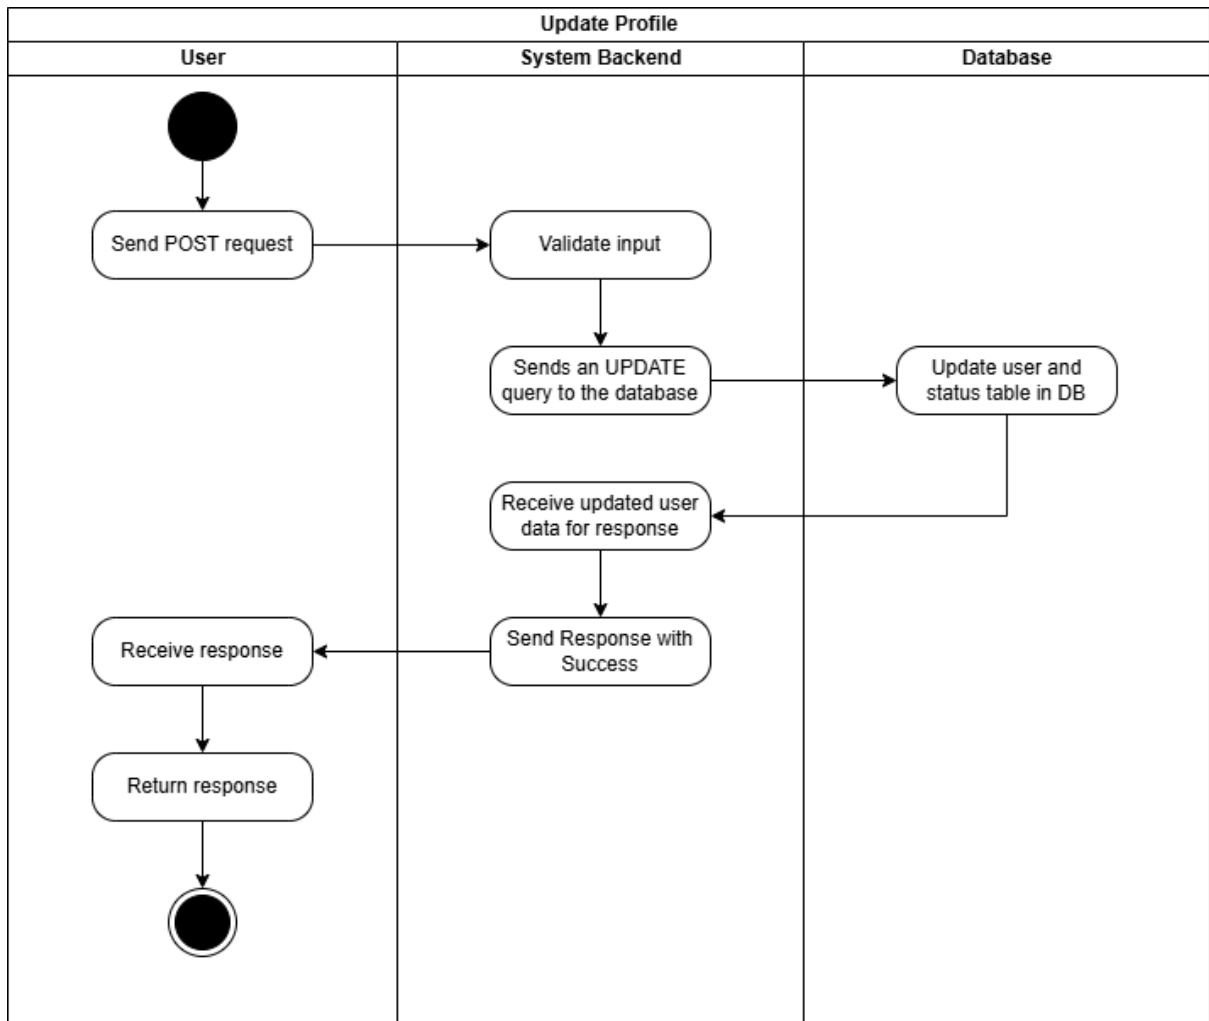 Update Profile
User
System Backend
Database
Send POST request
Validate input
Sends an UPDATE
query to the database
Update user and
status table in DB
Receive updated user
data for response
Receive response
Send Response with
Success
Return response